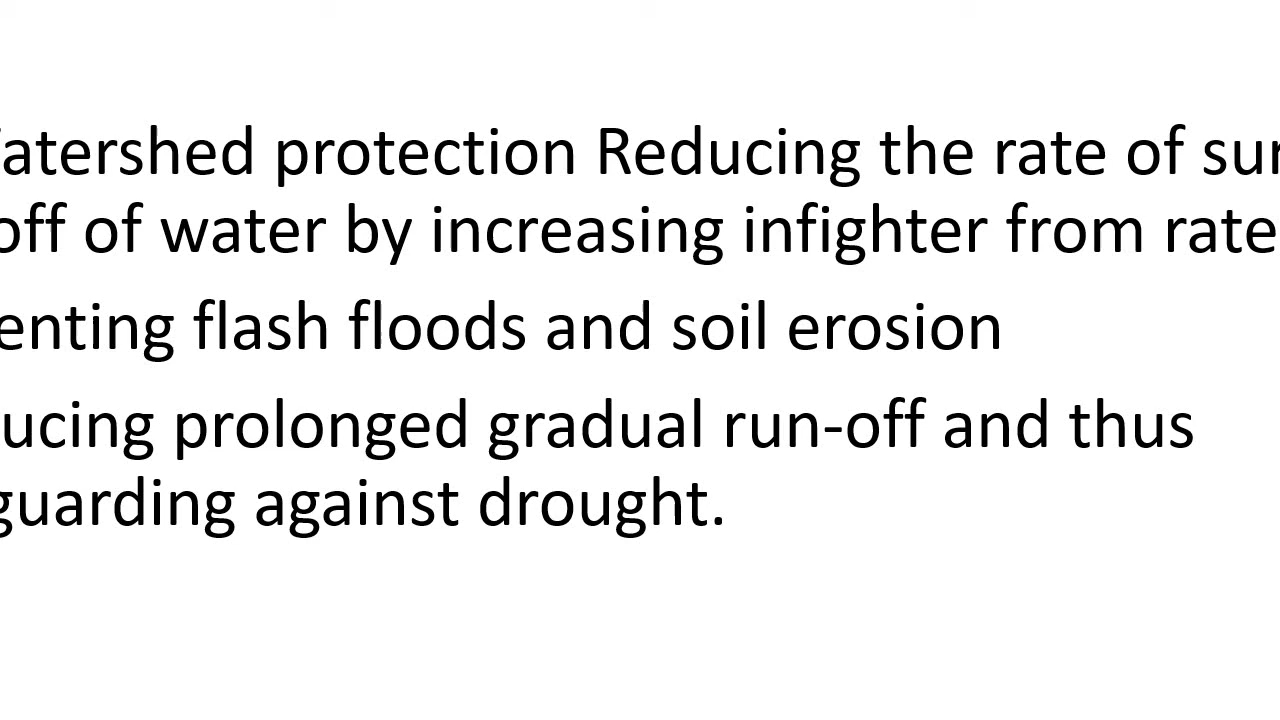 atershed protection Reducing the rate of sur
off of water by increasing infighter from rate
enting flash floods and soil erosion
ucing prolonged gradual run-off and thus
guarding against drought.